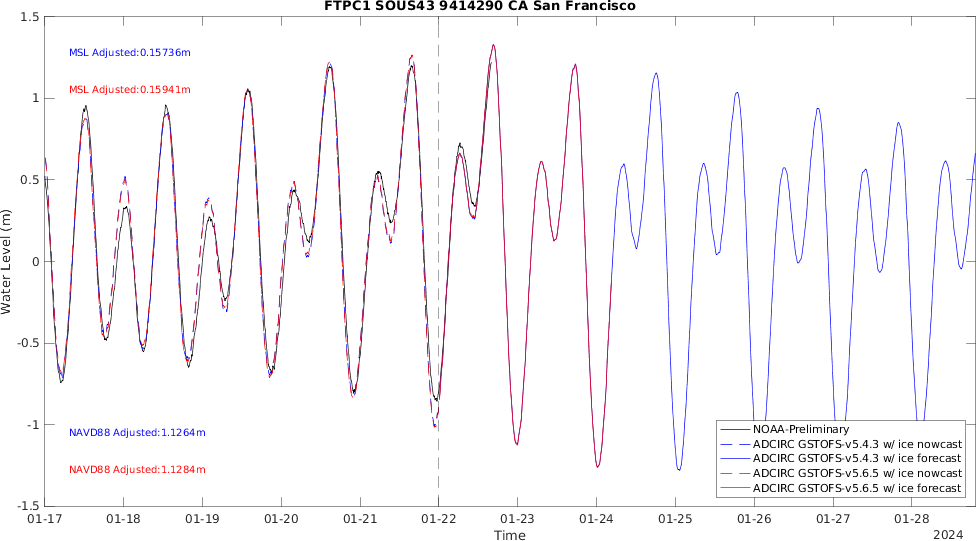 FTPC1 SOUS43 9414290 CA San Francisco
1.5
MSL Adjusted:0.15736m
1
MSL Adjusted:0.15941m
0.5
Water Level (m)
0
-0.5
-1
NAVD88 Adjusted:1.1264m
NAVD88 Adjusted:1.1284m
-1.5
NOAA-Preliminary
ADCIRC GSTOFS-v5.4.3 w/ ice nowcast
ADCIRC GSTOFS-v5.4.3 w/ ice forecast
ADCIRC GSTOFS-v5.6.5 w/ ice nowcast
ADCIRC GSTOFS-v5.6.5 w/ ice forecast
01-17 01-18 01-19 01-20 01-21 01-22 01-23 01-24 01-25 01-26 01-27 01-28
Time
2024